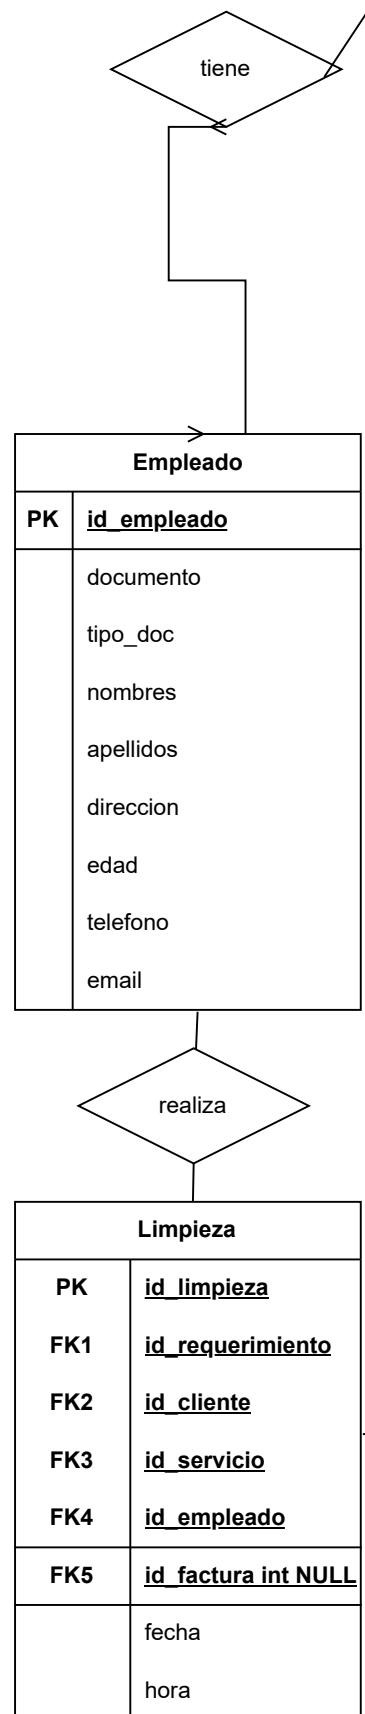 tiene
Empleado
PK id_empleado
documento
tipo_doc
nombres
apellidos
direccion
edad
telefono
email
realiza
Limpieza
PK id_limpieza
FK1 id_requerimiento
FK2 id_cliente
FK3 id_servicio
FK4 id_empleado
FK5 id_factura int NULL
fecha
hora